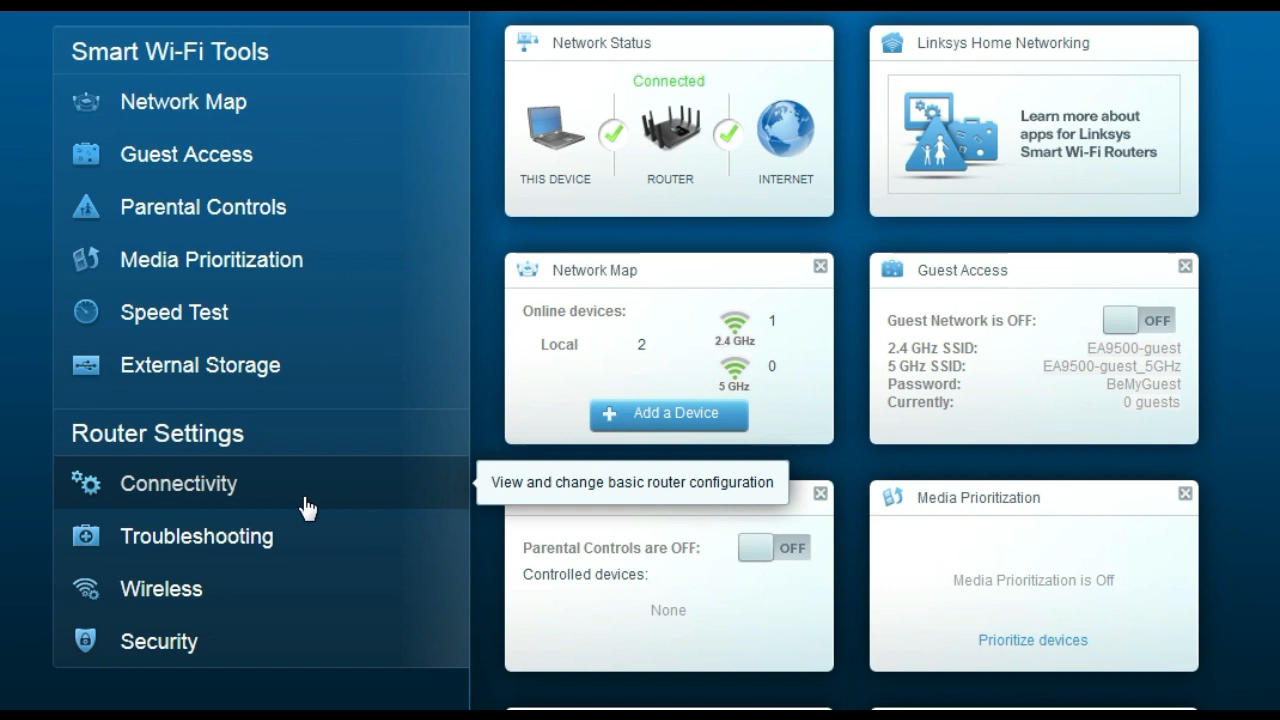 Smart Wi-Fi Tools
Network Map
Guest Access
Parental Controls
Media Prioritization
Speed Test
External Storage
Router Settings
Connectivity
Troubleshooting
Wireless
Security
Network Status
Connected
THIS DEVICE
ROUTER
INTERNET
Linksys Home Networking
Learn more about
apps for Linksys
Smart Wi-Fi Routers
Network Map
Online devices:
Local 2
1
2.4 GHz
0
5 GHz
Add a Device
Guest Access
Guest Network is OFF: OFF
2.4 GHz SSID: EA9500-guest
5 GHz SSID: EA9500-guest_5GHz
Password: BeMyGuest
Currently: 0 guests
View and change basic router configuration
Parental Controls are OFF: OFF
Controlled devices:
None
Media Prioritization
Media Prioritization is Off
Prioritize devices